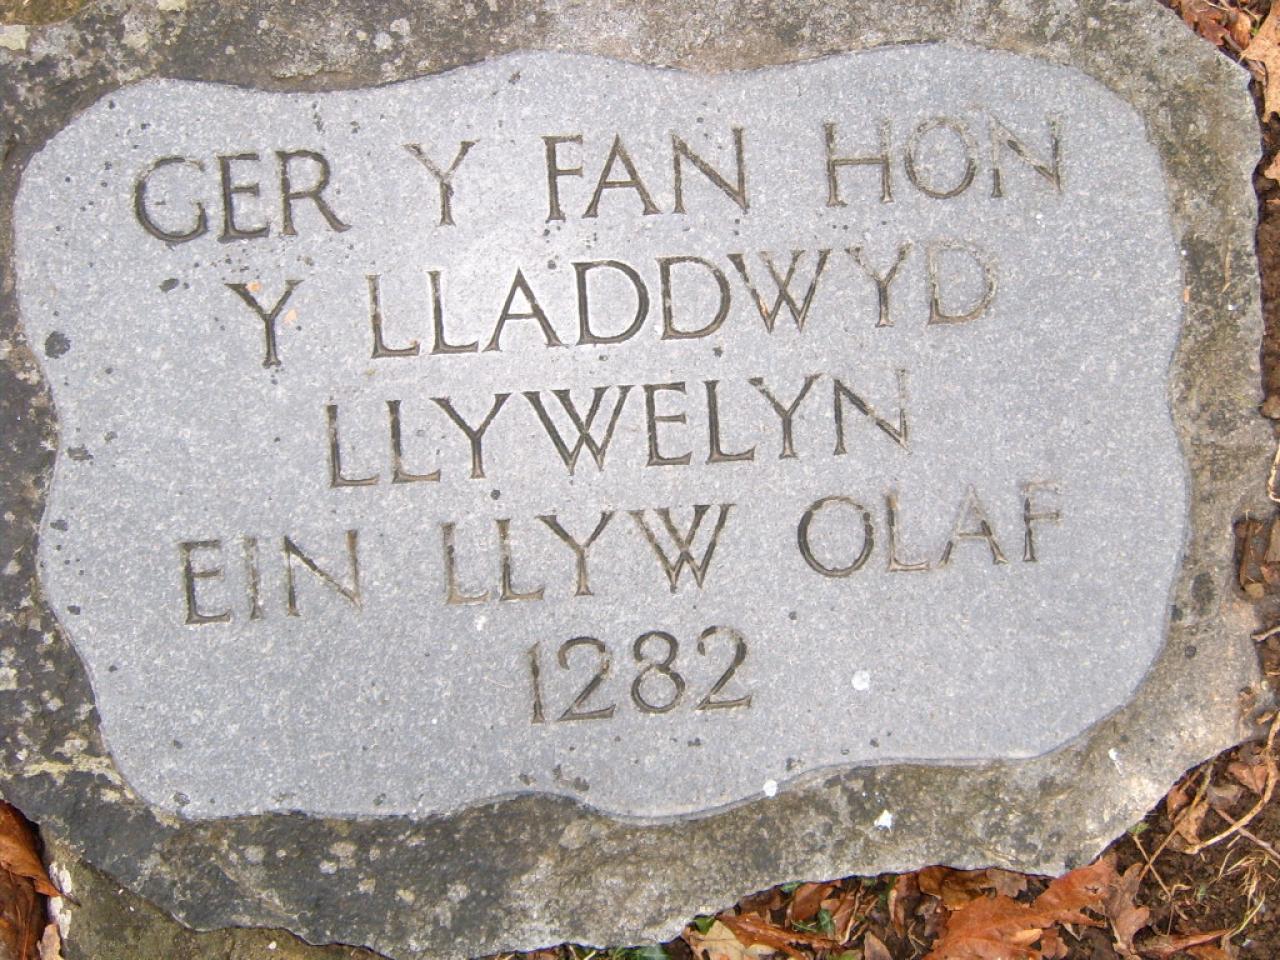 GER Y FAN HON
Y LLADDWYD
LLYWELYN
EIN LLYW OLAF
1282